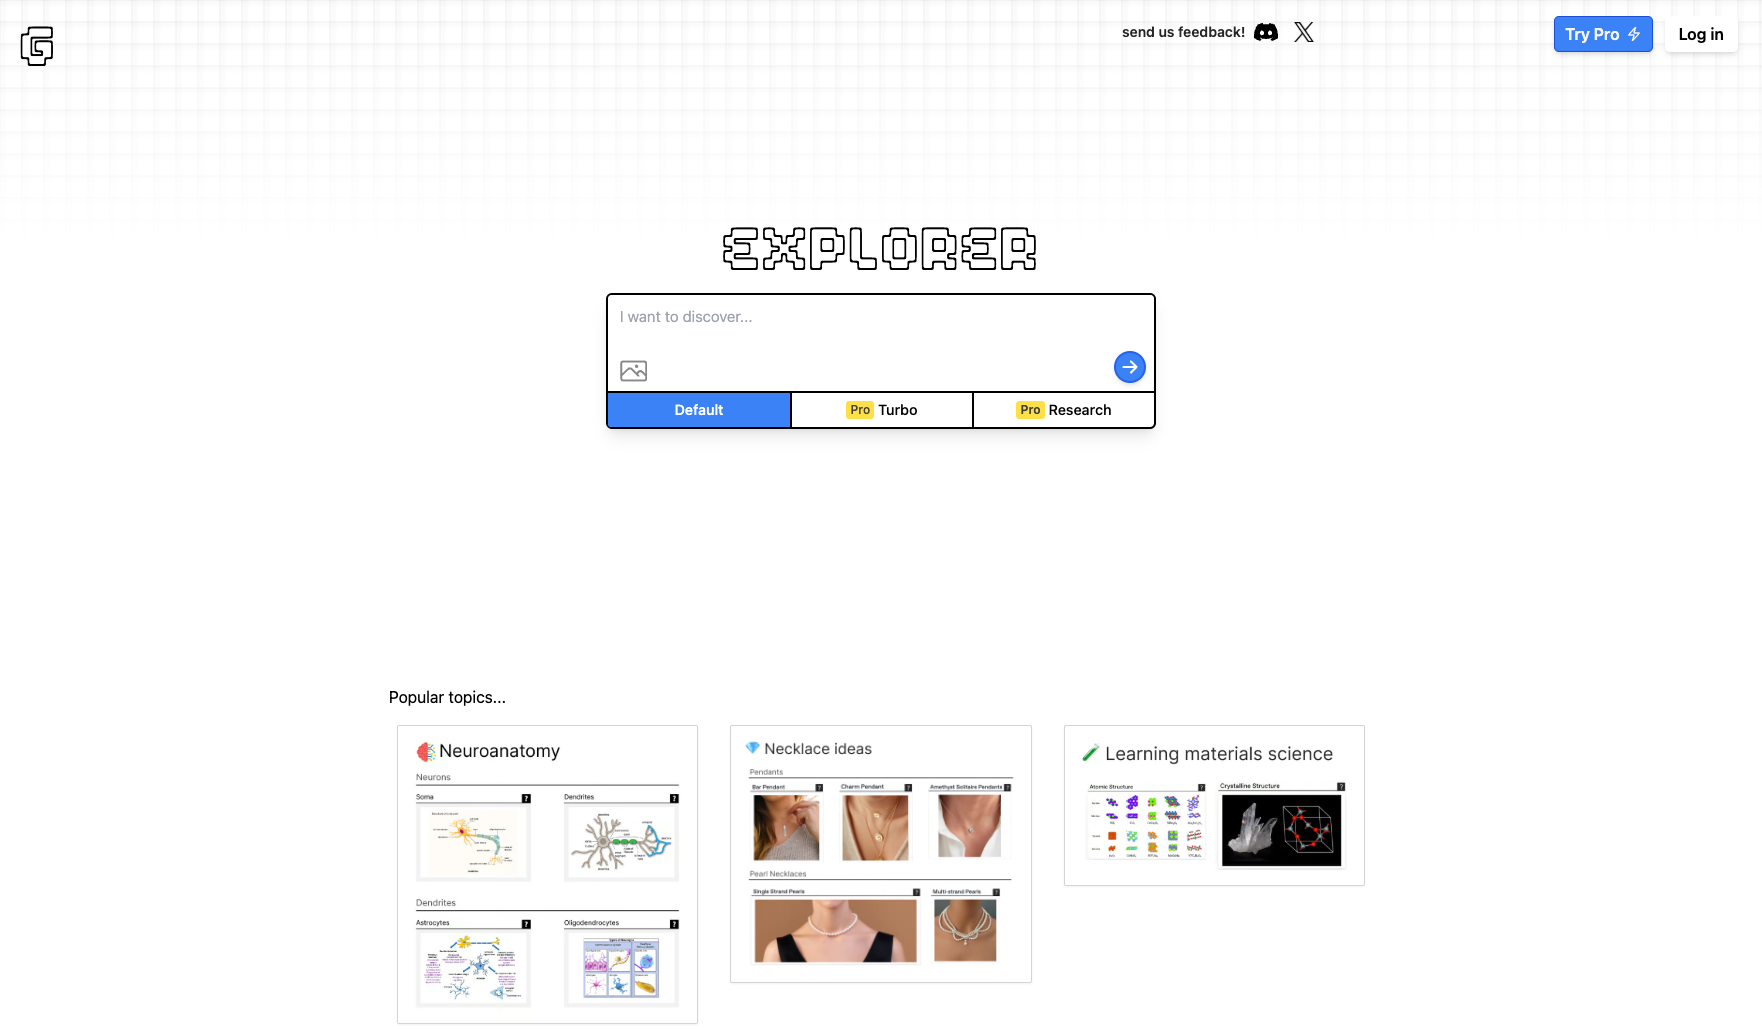 G
send us feedback!
Try Pro
Log in
EXPLORER
I want to discover...
Default
Pro Turbo
Pro Research
Popular topics...
Neuroanatomy
Neurons
Soma ?
Dendrites ?
Dendrites
Astrocytes ?
Oligodendrocytes ?
Necklace ideas
Pendants
Bar Pendant ?
Charm Pendant ?
Amethyst Solitaire Pendants ?
Pearl Necklaces
Single Strand Pearls ?
Multi-strand Pearls ?
Learning materials science
Atomic Structure ?
Crystalline Structure ?